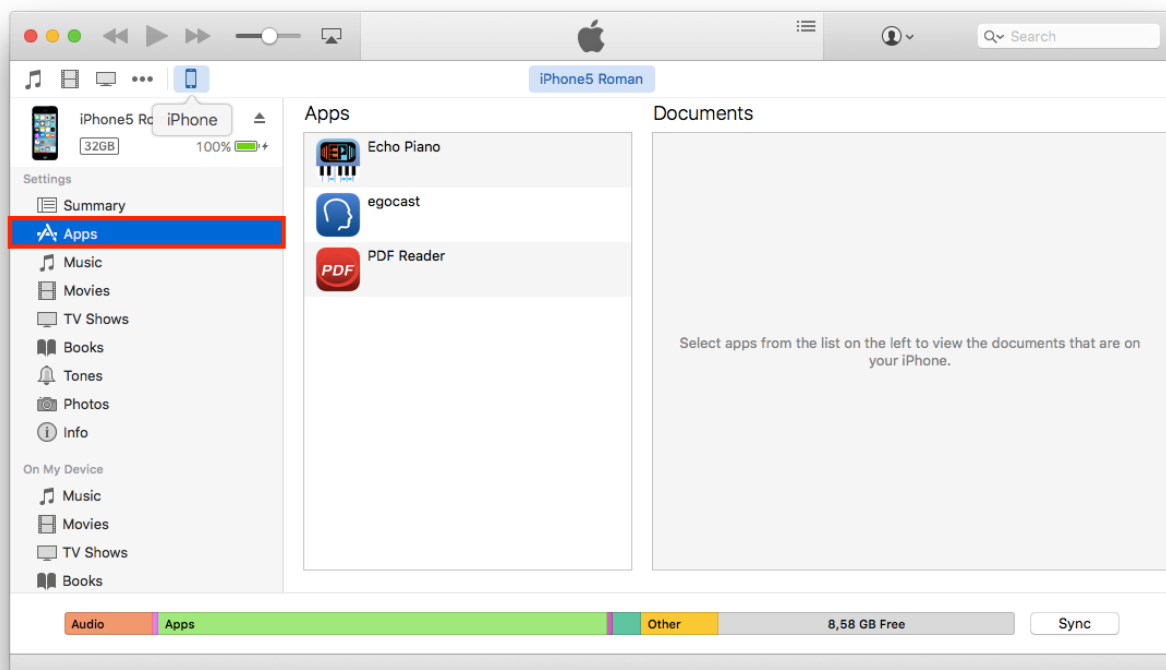 Search
iPhone5 Roman
iPhone5 Ro
iPhone
32GB
100%
Settings
Summary
Apps
Music
Movies
TV Shows
Books
Tones
Photos
Info
On My Device
Music
Movies
TV Shows
Books
Apps
Echo Piano
egocast
PDF
PDF Reader
Documents
Select apps from the list on the left to view the documents that are on
your iPhone.
Audio
Apps
Other
8,58 GB Free
Sync